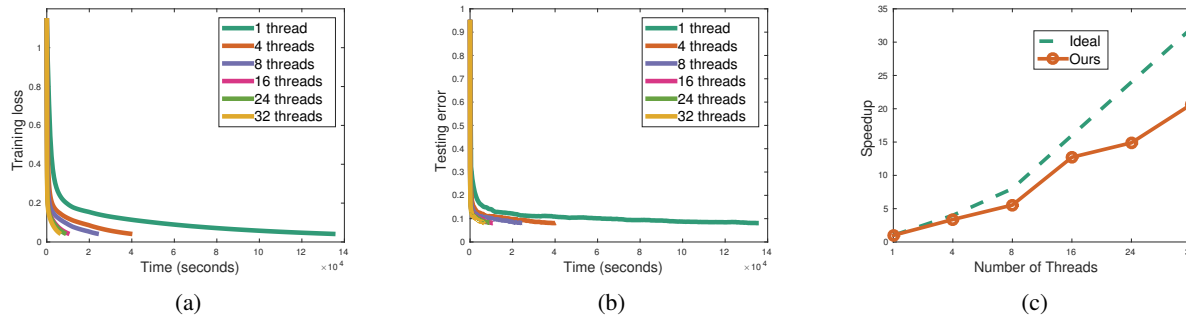 1 thread
4 threads
8 threads
16 threads
24 threads
32 threads
Training loss
1
0.8
0.6
0.4
0.2
0
0 2 4 6 8 10 12 14
Time (seconds)
×10⁴
(a)
1 thread
4 threads
8 threads
16 threads
24 threads
32 threads
Testing error
1
0.9
0.8
0.7
0.6
0.5
0.4
0.3
0.2
0.1
0
0 2 4 6 8 10 12 14
Time (seconds)
×10⁴
(b)
Ideal
Ours
Speedup
35
30
25
20
15
10
5
0
1 4 8 16 24
Number of Threads
(c)